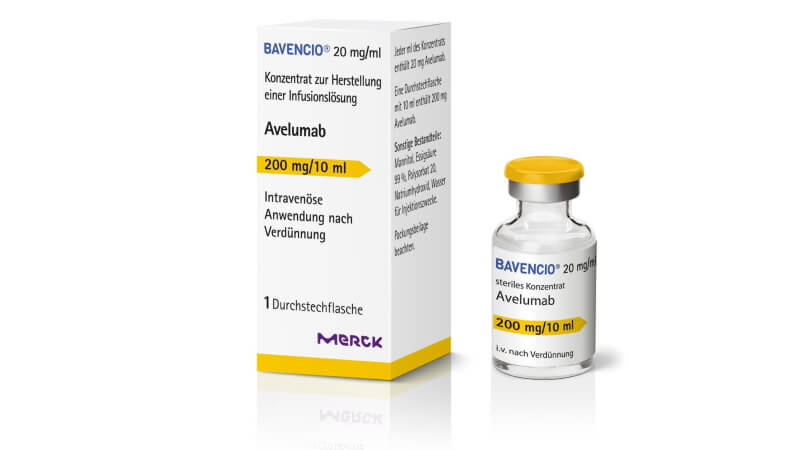 BAVENCIO® 20 mg/ml
Konzentrat zur Herstellung
einer Infusionslösung
Avelumab
200 mg/10 ml
Intravenöse
Anwendung nach
Verdünnung
1 Durchstechflasche
MERCK
Jeder ml des Konzentrats
enthält 20 mg Avelumab.
Eine Durchstechflasche
mit 10 ml enthält 200 mg
Avelumab.
Sonstige Bestandteile:
Mannitol, Essigsäure
99 %, Polysorbat 20,
Natriumhydroxid, Wasser
für Injektionszwecke.
Packungsbeilage
beachten.
BAVENCIO® 20 mg/ml
steriles Konzentrat
Avelumab
200 mg/10 ml
i.v. nach Verdünnung